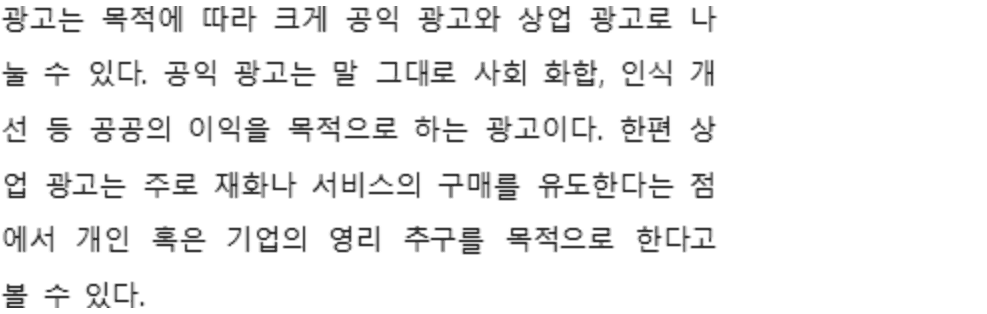 광고는 목적에 따라 크게 공익 광고와 상업 광고로 나
눌 수 있다. 공익 광고는 말 그대로 사회 화합, 인식 개
선 등 공공의 이익을 목적으로 하는 광고이다. 한편 상
업 광고는 주로 재화나 서비스의 구매를 유도한다는 점
에서 개인 혹은 기업의 영리 추구를 목적으로 한다고
볼 수 있다.